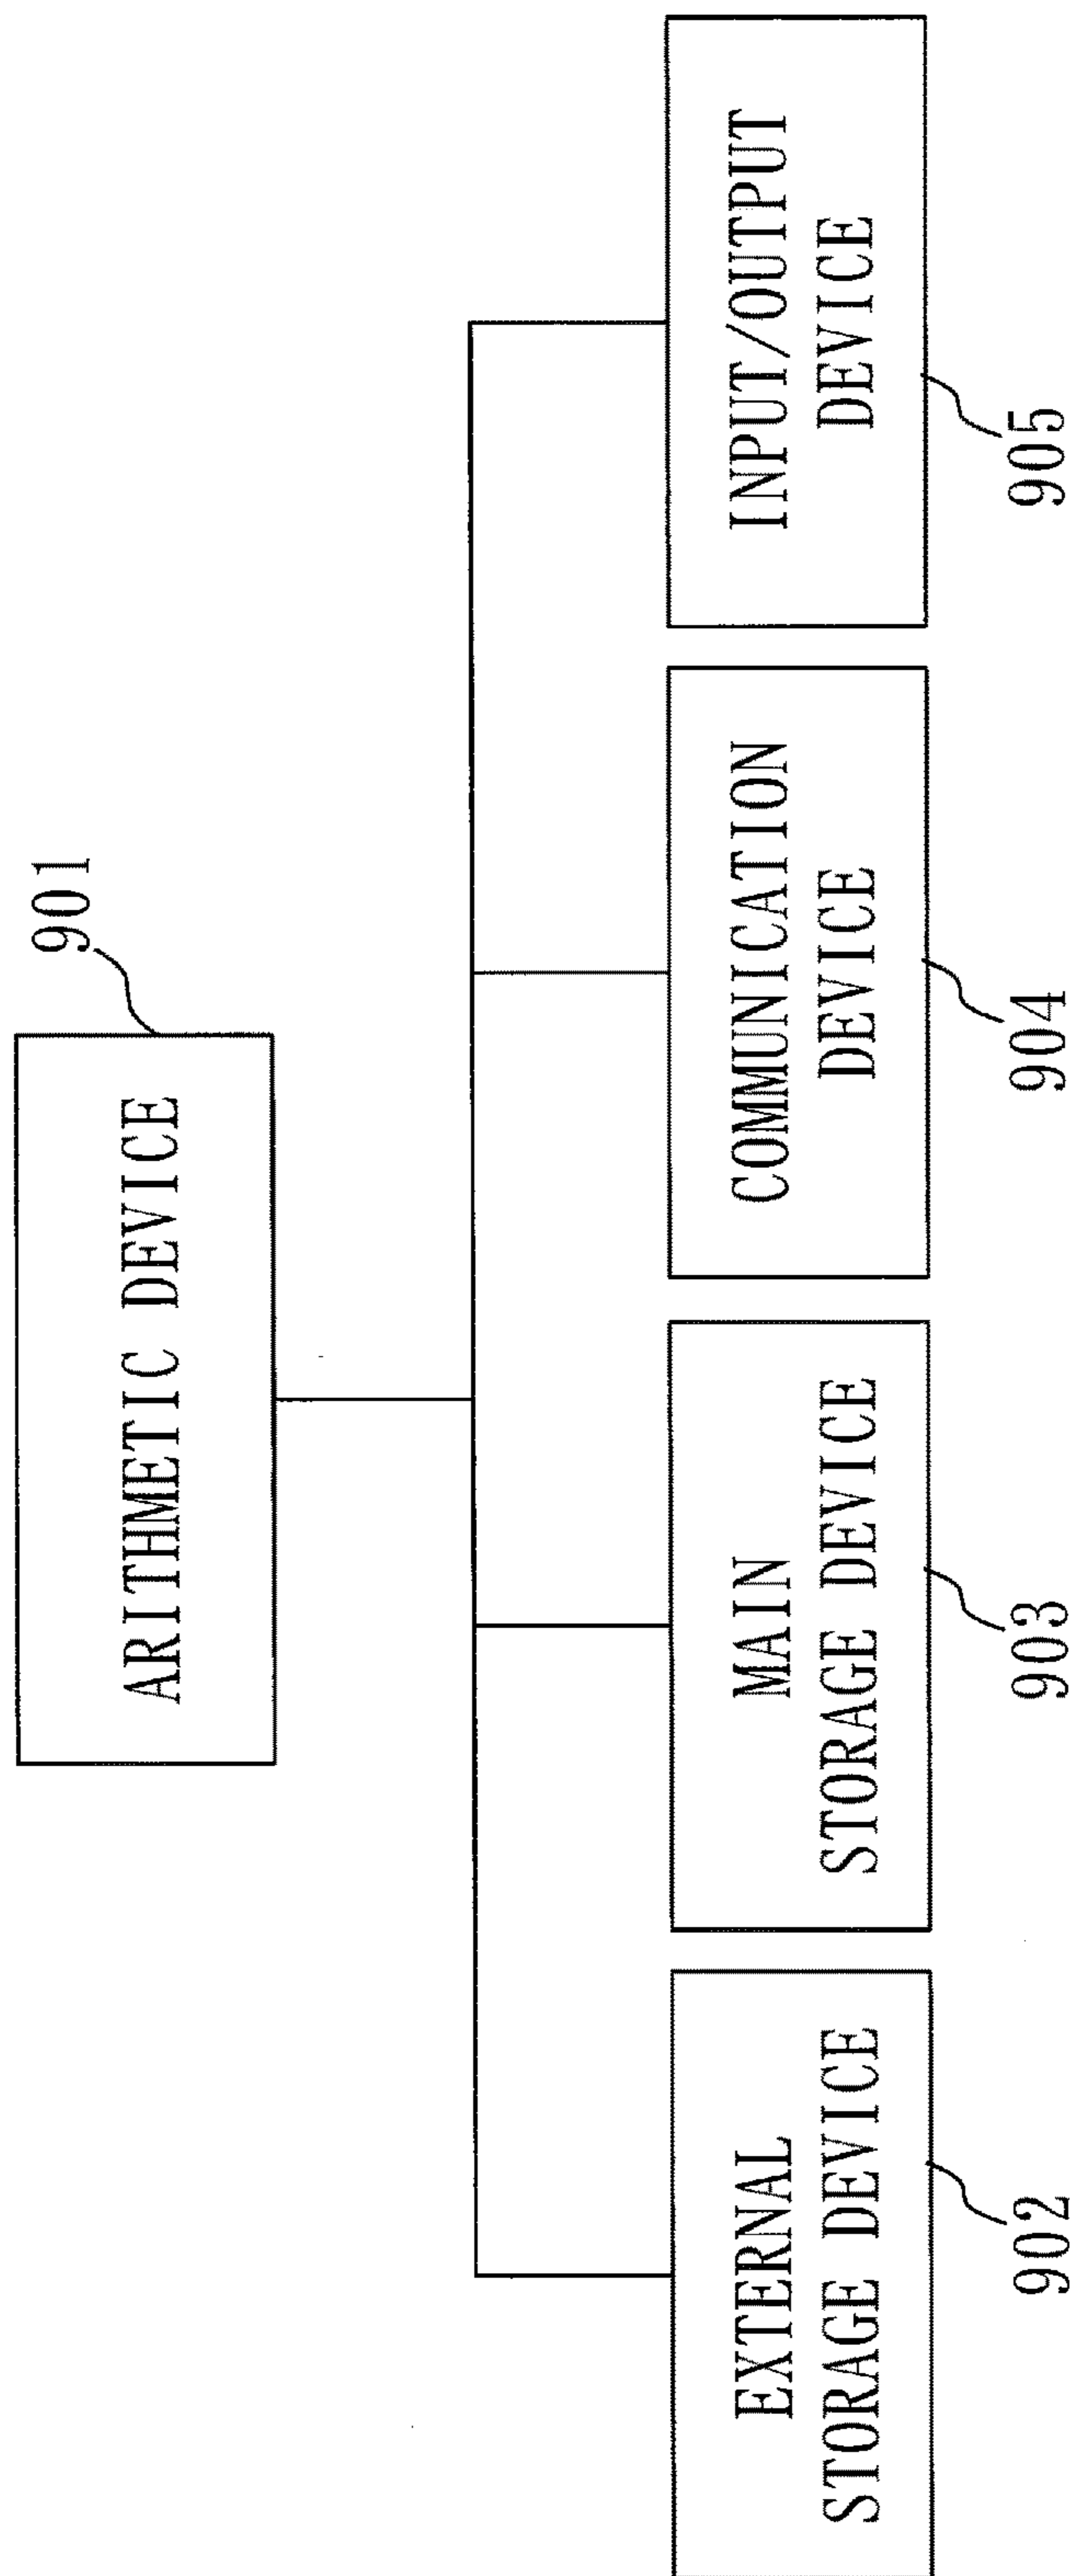 901
ARITHMETIC DEVICE
EXTERNAL
STORAGE DEVICE
902
MAIN
STORAGE DEVICE
903
COMMUNICATION
DEVICE
904
INPUT/OUTPUT
DEVICE
905